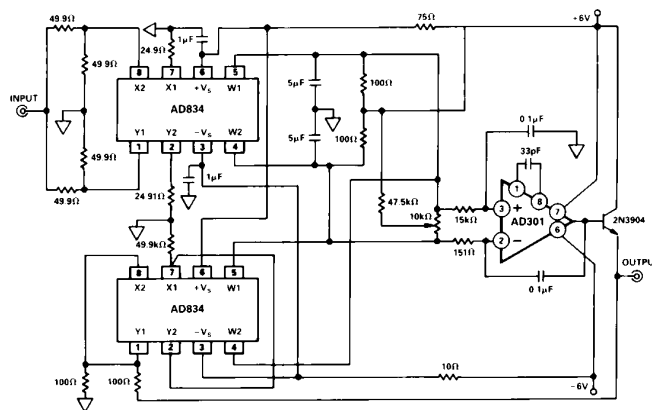 49.9Ω
1μF
24.9Ω
75Ω
+6V
49.9Ω
8 7 6 5
X2 X1 +Vs W1
AD834
Y1 Y2 −Vs W2
1 2 3 4
INPUT
5μF
100Ω
5μF
100Ω
0 1μF
33pF
49.9Ω
49.9Ω
1μF
24 91Ω
47.5kΩ
10kΩ
15kΩ
3 + 1 8 7
AD301
2 − 6
2N3904
151Ω
OUTPUT
49.9kΩ
0 1μF
8 7 6 5
X2 X1 +Vs W1
AD834
Y1 Y2 −Vs W2
1 2 3 4
100Ω
100Ω
10Ω
−6V